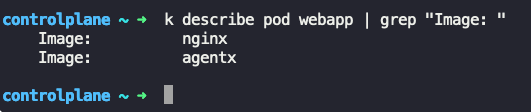 controlplane ~ ➜  k describe pod webapp | grep "Image: "
    Image:          nginx
    Image:          agentx
controlplane ~ ➜